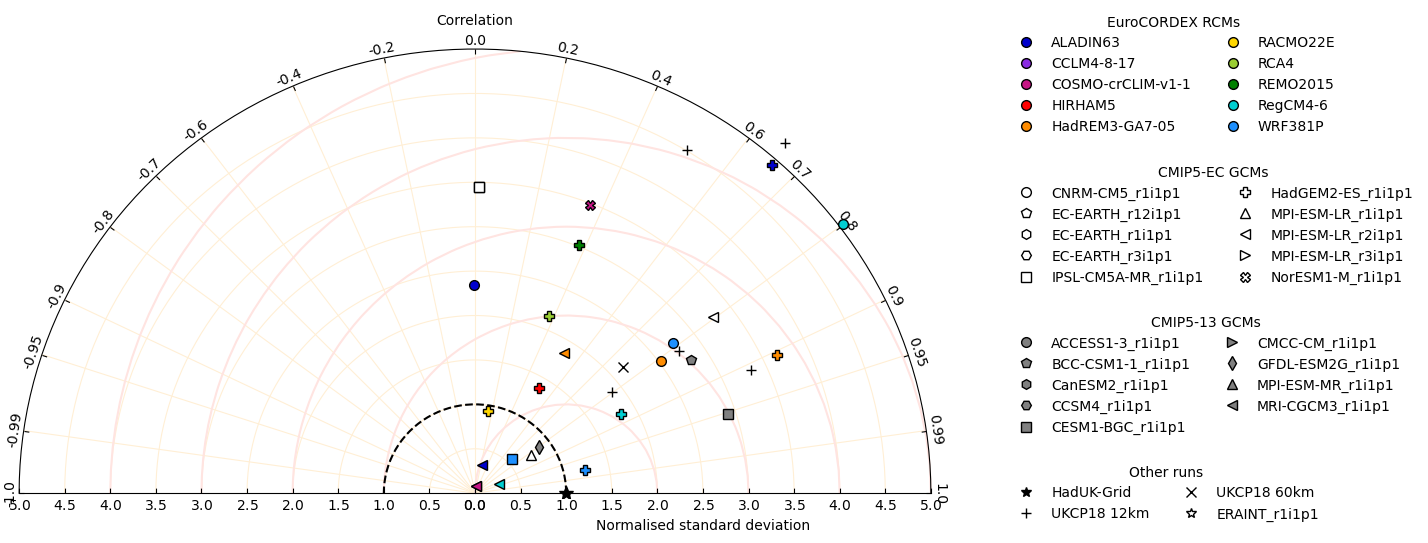 Correlation
0.0
-0.2
0.2
-0.4
0.4
-0.6
0.6
-0.7
0.7
-0.8
0.8
-0.9
0.9
-0.95
0.95
-0.99
0.99
-1.0
1.0
5.0 4.5 4.0 3.5 3.0 2.5 2.0 1.5 1.0 0.5 0.0 0.5 1.0 1.5 2.0 2.5 3.0 3.5 4.0 4.5 5.0
Normalised standard deviation
EuroCORDEX RCMs
ALADIN63 RACMO22E
CCLM4-8-17 RCA4
COSMO-crCLIM-v1-1 REMO2015
HIRHAM5 RegCM4-6
HadREM3-GA7-05 WRF381P
CMIP5-EC GCMs
CNRM-CM5_r1i1p1 HadGEM2-ES_r1i1p1
EC-EARTH_r12i1p1 MPI-ESM-LR_r1i1p1
EC-EARTH_r1i1p1 MPI-ESM-LR_r2i1p1
EC-EARTH_r3i1p1 MPI-ESM-LR_r3i1p1
IPSL-CM5A-MR_r1i1p1 NorESM1-M_r1i1p1
CMIP5-13 GCMs
ACCESS1-3_r1i1p1 CMCC-CM_r1i1p1
BCC-CSM1-1_r1i1p1 GFDL-ESM2G_r1i1p1
CanESM2_r1i1p1 MPI-ESM-MR_r1i1p1
CCSM4_r1i1p1 MRI-CGCM3_r1i1p1
CESM1-BGC_r1i1p1
Other runs
HadUK-Grid UKCP18 60km
UKCP18 12km ERAINT_r1i1p1